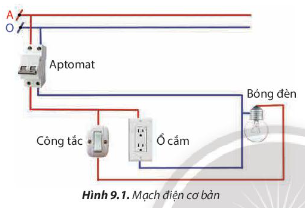 A
O
Aptomat
Bóng đèn
Công tắc
Ổ cắm
Hình 9.1. Mạch điện cơ bản